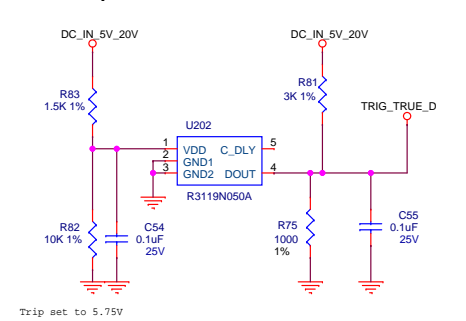 DC_IN_5V_20V
DC_IN_5V_20V
R83
1.5K 1%
R81
3K 1%
TRIG_TRUE_D
U202
1 VDD C_DLY 5
2 GND1
3 GND2 DOUT 4
R3119N050A
R82
10K 1%
C54
0.1uF
25V
R75
1000
1%
C55
0.1uF
25V
Trip set to 5.75V